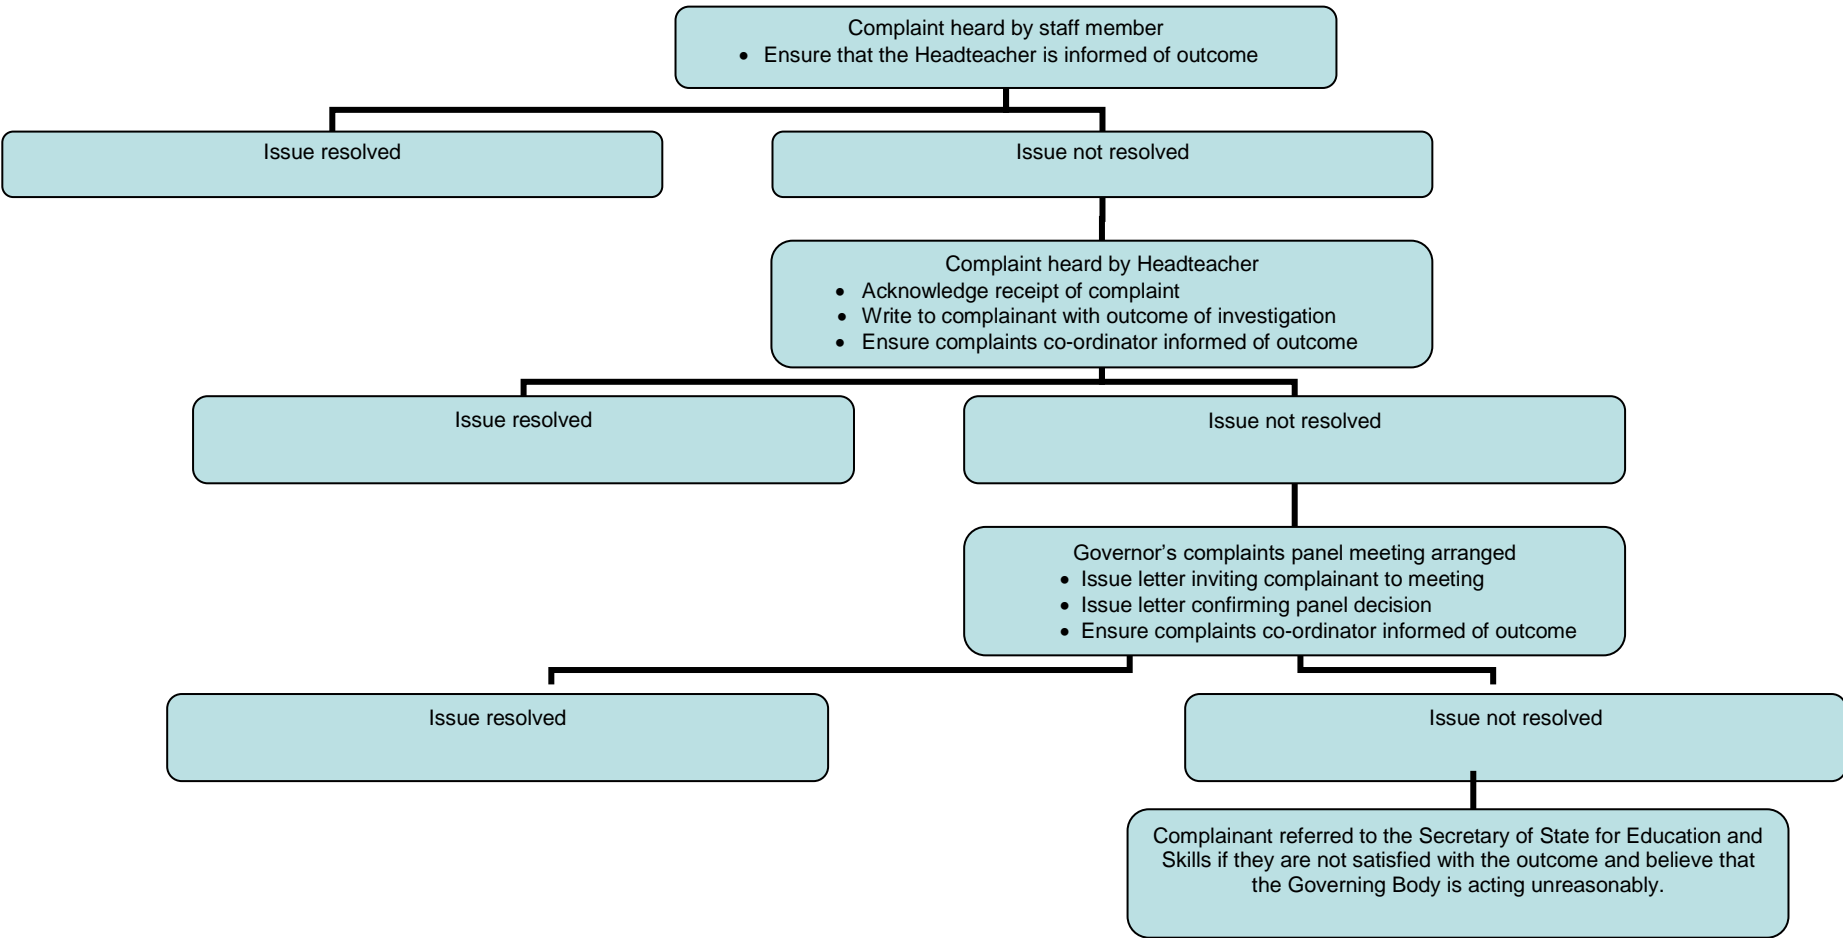 Complaint heard by staff member
• Ensure that the Headteacher is informed of outcome
Issue resolved
Issue not resolved
Complaint heard by Headteacher
• Acknowledge receipt of complaint
• Write to complainant with outcome of investigation
• Ensure complaints co-ordinator informed of outcome
Issue resolved
Issue not resolved
Governor’s complaints panel meeting arranged
• Issue letter inviting complainant to meeting
• Issue letter confirming panel decision
• Ensure complaints co-ordinator informed of outcome
Issue resolved
Issue not resolved
Complainant referred to the Secretary of State for Education and
Skills if they are not satisfied with the outcome and believe that
the Governing Body is acting unreasonably.